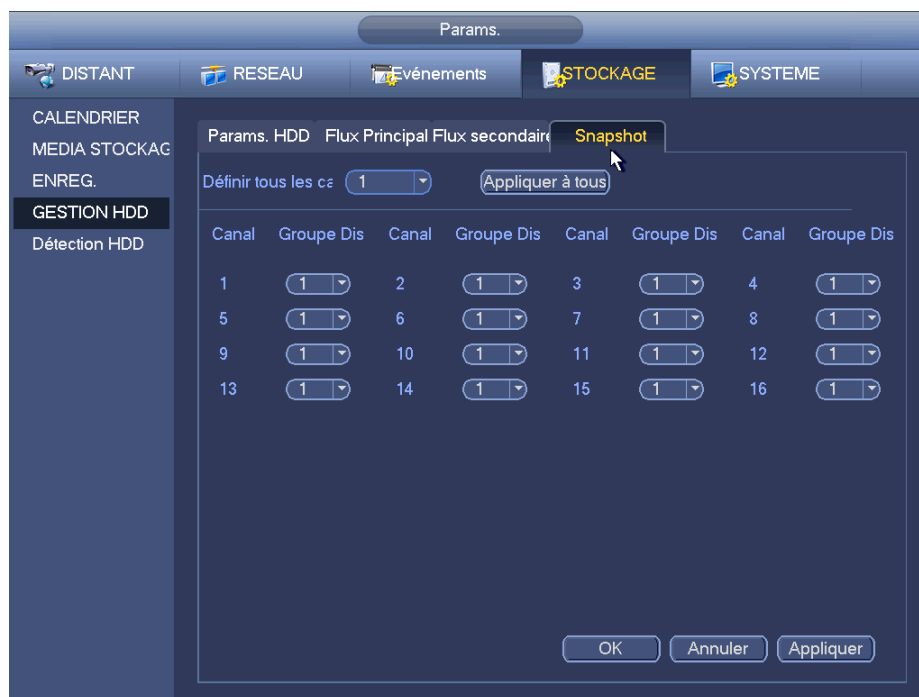 Params.
DISTANT RESEAU Evénements STOCKAGE SYSTEME
CALENDRIER
MEDIA STOCKAG
ENREG.
GESTION HDD
Détection HDD
Params. HDD Flux Principal Flux secondaire Snapshot
Définir tous les ca 1 Appliquer à tous
Canal Groupe Dis Canal Groupe Dis Canal Groupe Dis Canal Groupe Dis
1 1 2 1 3 1 4 1
5 1 6 1 7 1 8 1
9 1 10 1 11 1 12 1
13 1 14 1 15 1 16 1
OK Annuler Appliquer